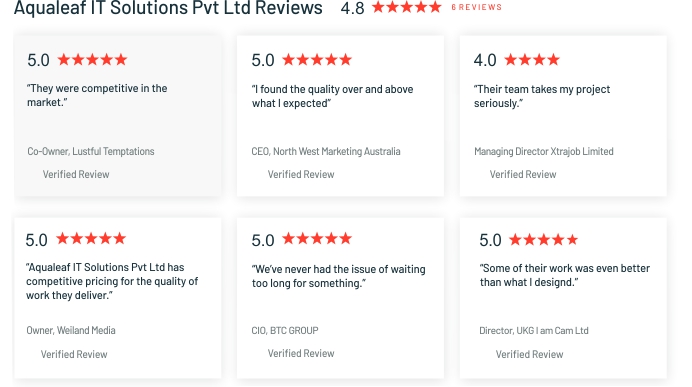 Aqualeaf IT Solutions Pvt Ltd Reviews 4.8 6 REVIEWS
5.0
“They were competitive in the
market.”
Co-Owner, Lustful Temptations
Verified Review
5.0
“I found the quality over and above
what I expected”
CEO, North West Marketing Australia
Verified Review
4.0
“Their team takes my project
seriously.”
Managing Director Xtrajob Limited
Verified Review
5.0
“Aqualeaf IT Solutions Pvt Ltd has
competitive pricing for the quality of
work they deliver.”
Owner, Weiland Media
Verified Review
5.0
“We’ve never had the issue of waiting
too long for something.”
CIO, BTC GROUP
Verified Review
5.0
“Some of their work was even better
than what I designd.”
Director, UKG I am Cam Ltd
Verified Review